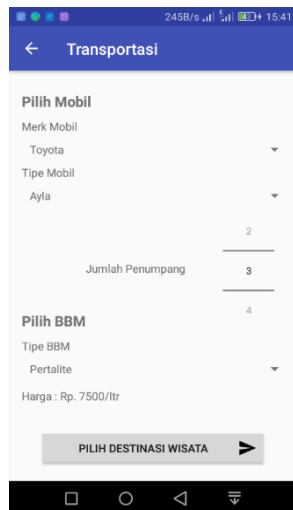 245B/s 15:41
Transportasi
Pilih Mobil
Merk Mobil
Toyota
Tipe Mobil
Ayla
2
Jumlah Penumpang 3
4
Pilih BBM
Tipe BBM
Pertalite
Harga : Rp. 7500/ltr
PILIH DESTINASI WISATA